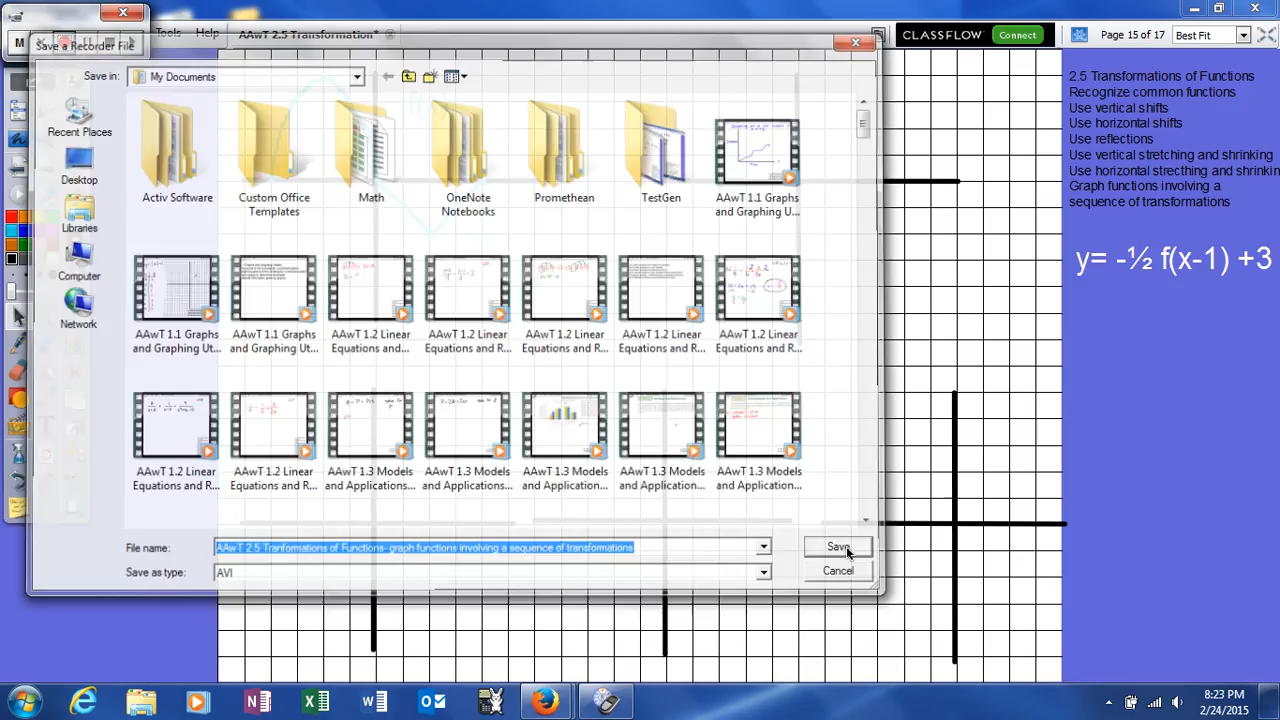 Tools Help AAwT 2.5 Transformation*
CLASSFLOW Connect Page 15 of 17 Best Fit
M
Save a Recorder File
Save in: My Documents
Recent Places
Desktop
Libraries
Computer
Network
Activ Software
Custom Office
Templates
Math
OneNote
Notebooks
Promethean
TestGen
AAwT 1.1 Graphs
and Graphing U...
AAwT 1.1 Graphs
and Graphing Ut...
AAwT 1.1 Graphs
and Graphing Ut...
AAwT 1.2 Linear
Equations and...
AAwT 1.2 Linear
Equations and R...
AAwT 1.2 Linear
Equations and R...
AAwT 1.2 Linear
Equations and R...
AAwT 1.2 Linear
Equations and R...
AAwT 1.2 Linear
Equations and R...
AAwT 1.2 Linear
Equations and R...
AAwT 1.3 Models
and Applications...
AAwT 1.3 Models
and Applications...
AAwT 1.3 Models
and Application...
AAwT 1.3 Models
and Application...
AAwT 1.3 Models
and Application...
File name: AAwT 2.5 Tranformations of Functions- graph functions involving a sequence of transformations
Save
Save as type: AVI
Cancel
2.5 Transformations of Functions
Recognize common functions
Use vertical shifts
Use horizontal shifts
Use reflections
Use vertical stretching and shrinking
Use horizontal strecthing and shrinkin
Graph functions involving a
sequence of transformations
y= -½ f(x-1) +3
8:23 PM
2/24/2015